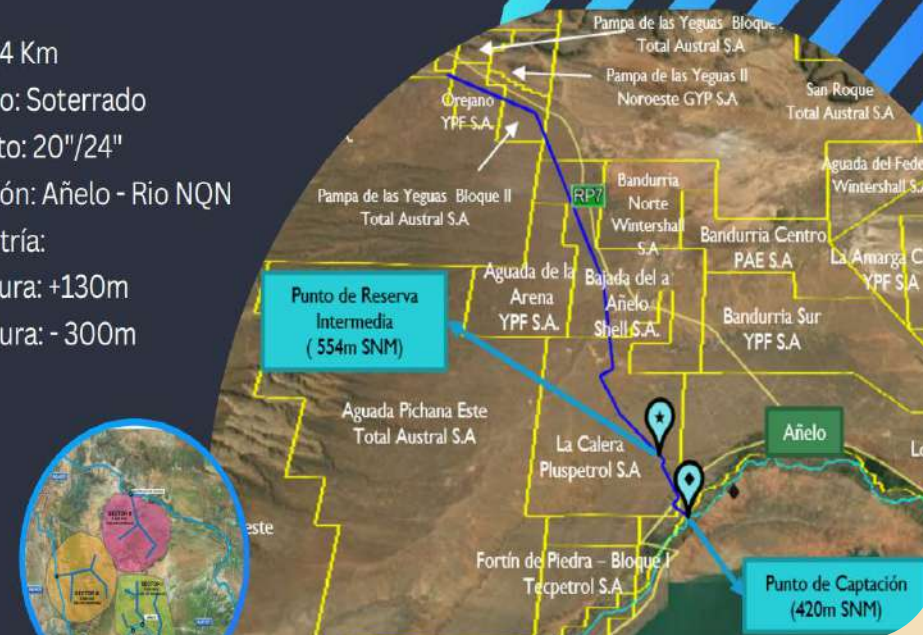 4 Km
o: Soterrado
to: 20"/24"
ón: Añelo - Rio NQN
tría:
ura: +130m
ura: - 300m
Pampa de las Yeguas Bloque
Total Austral S.A
Pampa de las Yeguas II
Noroeste GYP S.A
San Roque
Total Austral S.A
Orejano
YPF S.A.
Aguada del Fede
Wintershall S.
Pampa de las Yeguas Bloque II
Total Austral S.A
RP7
Bandurria
Norte
Wintershall
S.A
Bandurria Centro
PAE S.A
La Amarga C
YPF S.A
Aguada de la
Arena
YPF S.A.
Bajada del a
Añelo
Shell S.A.
Bandurria Sur
YPF S.A
Punto de Reserva
Intermedia
( 554m SNM)
Aguada Pichana Este
Total Austral S.A
La Calera
Pluspetrol S.A
Añelo
Lo
este
Fortín de Piedra – Bloque I
Tecpetrol S.A
Punto de Captación
(420m SNM)